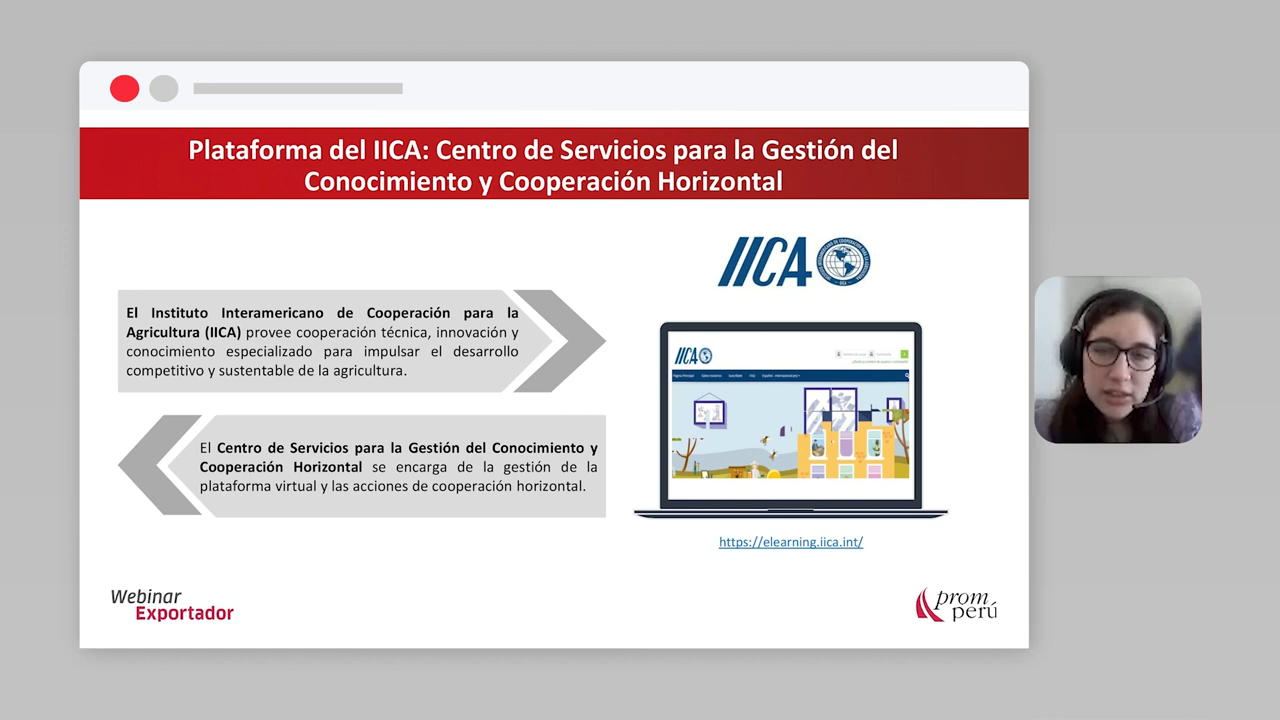 Plataforma del IICA: Centro de Servicios para la Gestión del
Conocimiento y Cooperación Horizontal
IICA
El Instituto Interamericano de Cooperación para la
Agricultura (IICA) provee cooperación técnica, innovación y
conocimiento especializado para impulsar el desarrollo
competitivo y sustentable de la agricultura.
El Centro de Servicios para la Gestión del Conocimiento y
Cooperación Horizontal se encarga de la gestión de la
plataforma virtual y las acciones de cooperación horizontal.
IICA
https://elearning.iica.int/
Webinar
Exportador
prom
perú